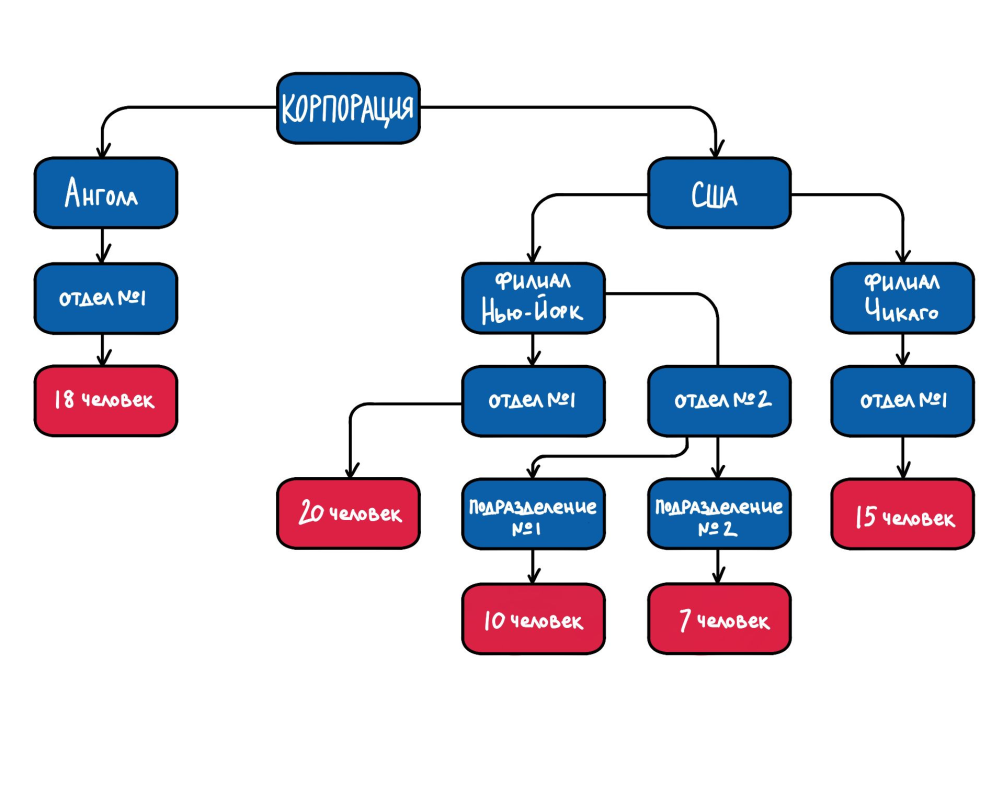 КОРПОРАЦИЯ
Ангола
США
отдел №1
филиал
Нью-Йорк
филиал
Чикаго
18 человек
отдел №1
отдел №2
отдел №1
20 человек
подразделение
№1
подразделение
№2
15 человек
10 человек
7 человек